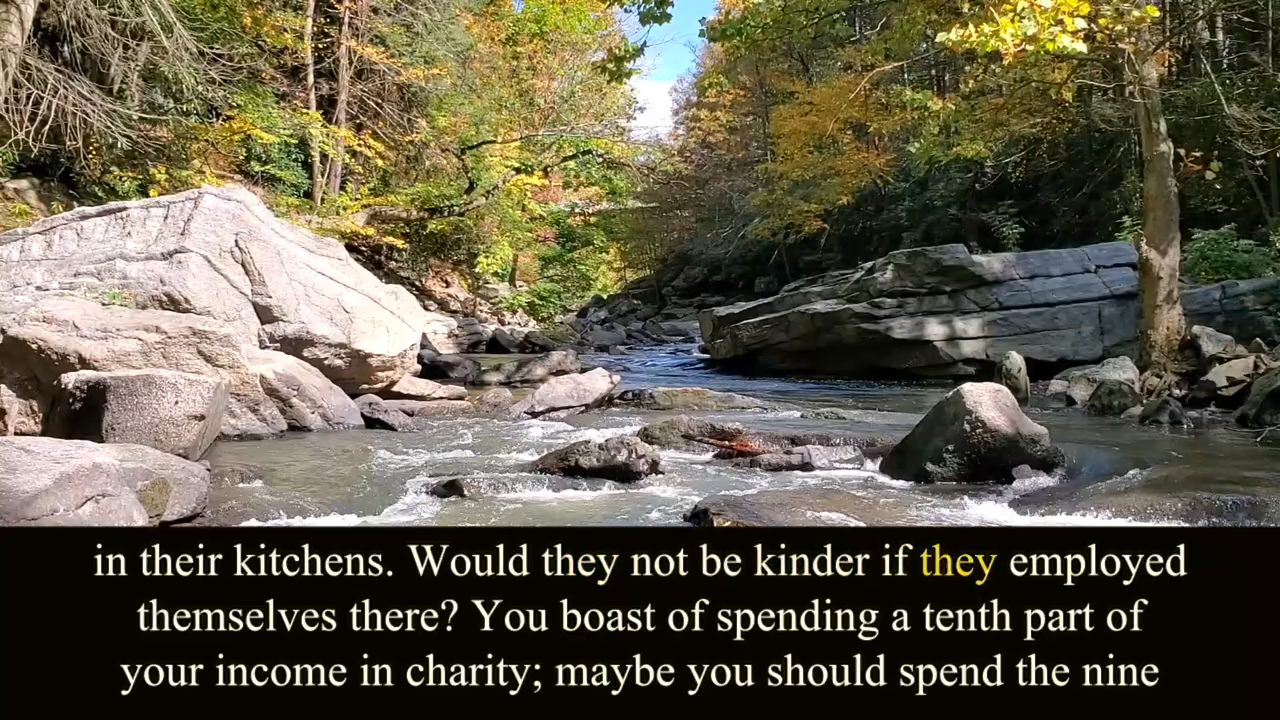 in their kitchens. Would they not be kinder if they employed
themselves there? You boast of spending a tenth part of
your income in charity; maybe you should spend the nine